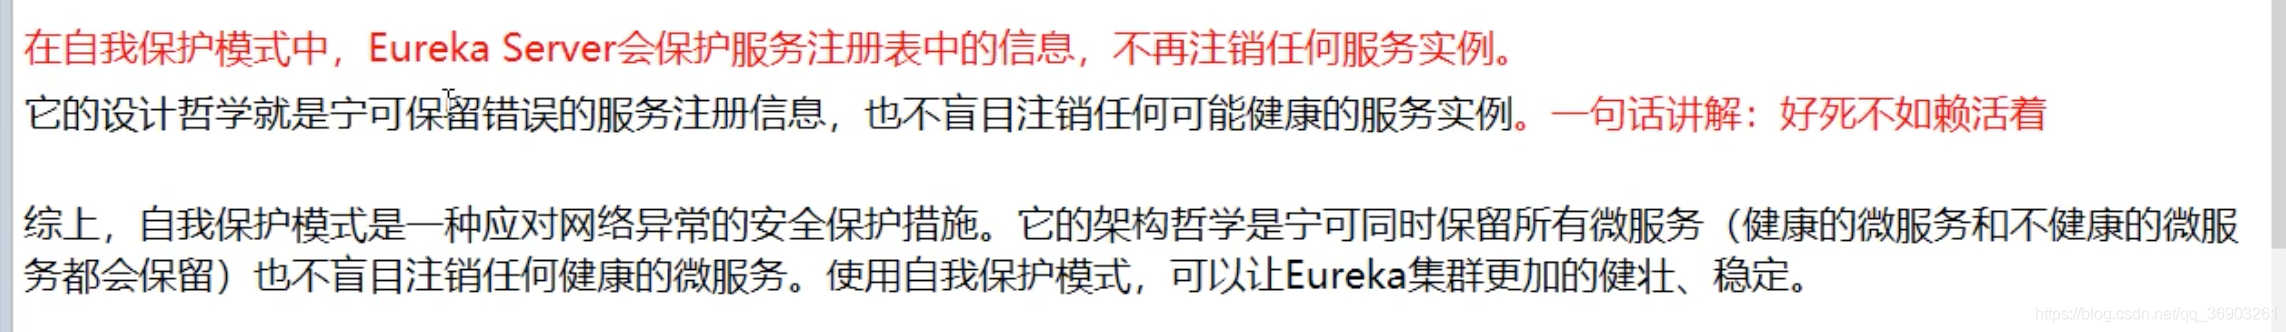 在自我保护模式中，Eureka Server会保护服务注册表中的信息，不再注销任何服务实例。
它的设计哲学就是宁可保留错误的服务注册信息，也不盲目注销任何可能健康的服务实例。一句话讲解：好死不如赖活着
综上，自我保护模式是一种应对网络异常的安全保护措施。它的架构哲学是宁可同时保留所有微服务（健康的微服务和不健康的微服
务都会保留）也不盲目注销任何健康的微服务。使用自我保护模式，可以让Eureka集群更加的健壮、稳定。
https://blog.csdn.net/qq_36903261